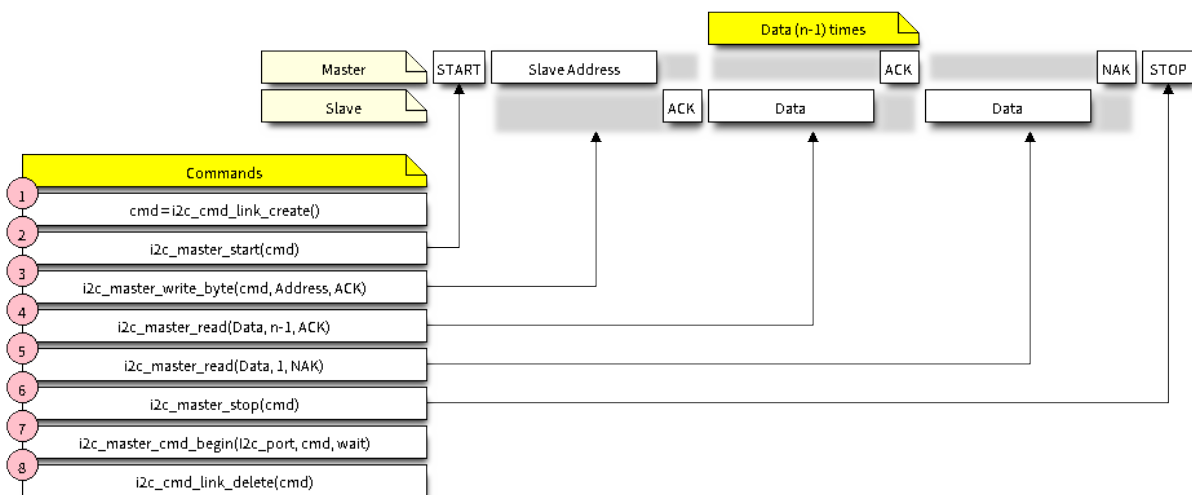 Data (n-1) times
Master START Slave Address ACK NAK STOP
Slave ACK Data Data
Commands
1
cmd = i2c_cmd_link_create()
2
i2c_master_start(cmd)
3
i2c_master_write_byte(cmd, Address, ACK)
4
i2c_master_read(Data, n-1, ACK)
5
i2c_master_read(Data, 1, NAK)
6
i2c_master_stop(cmd)
7
i2c_master_cmd_begin(I2c_port, cmd, wait)
8
i2c_cmd_link_delete(cmd)